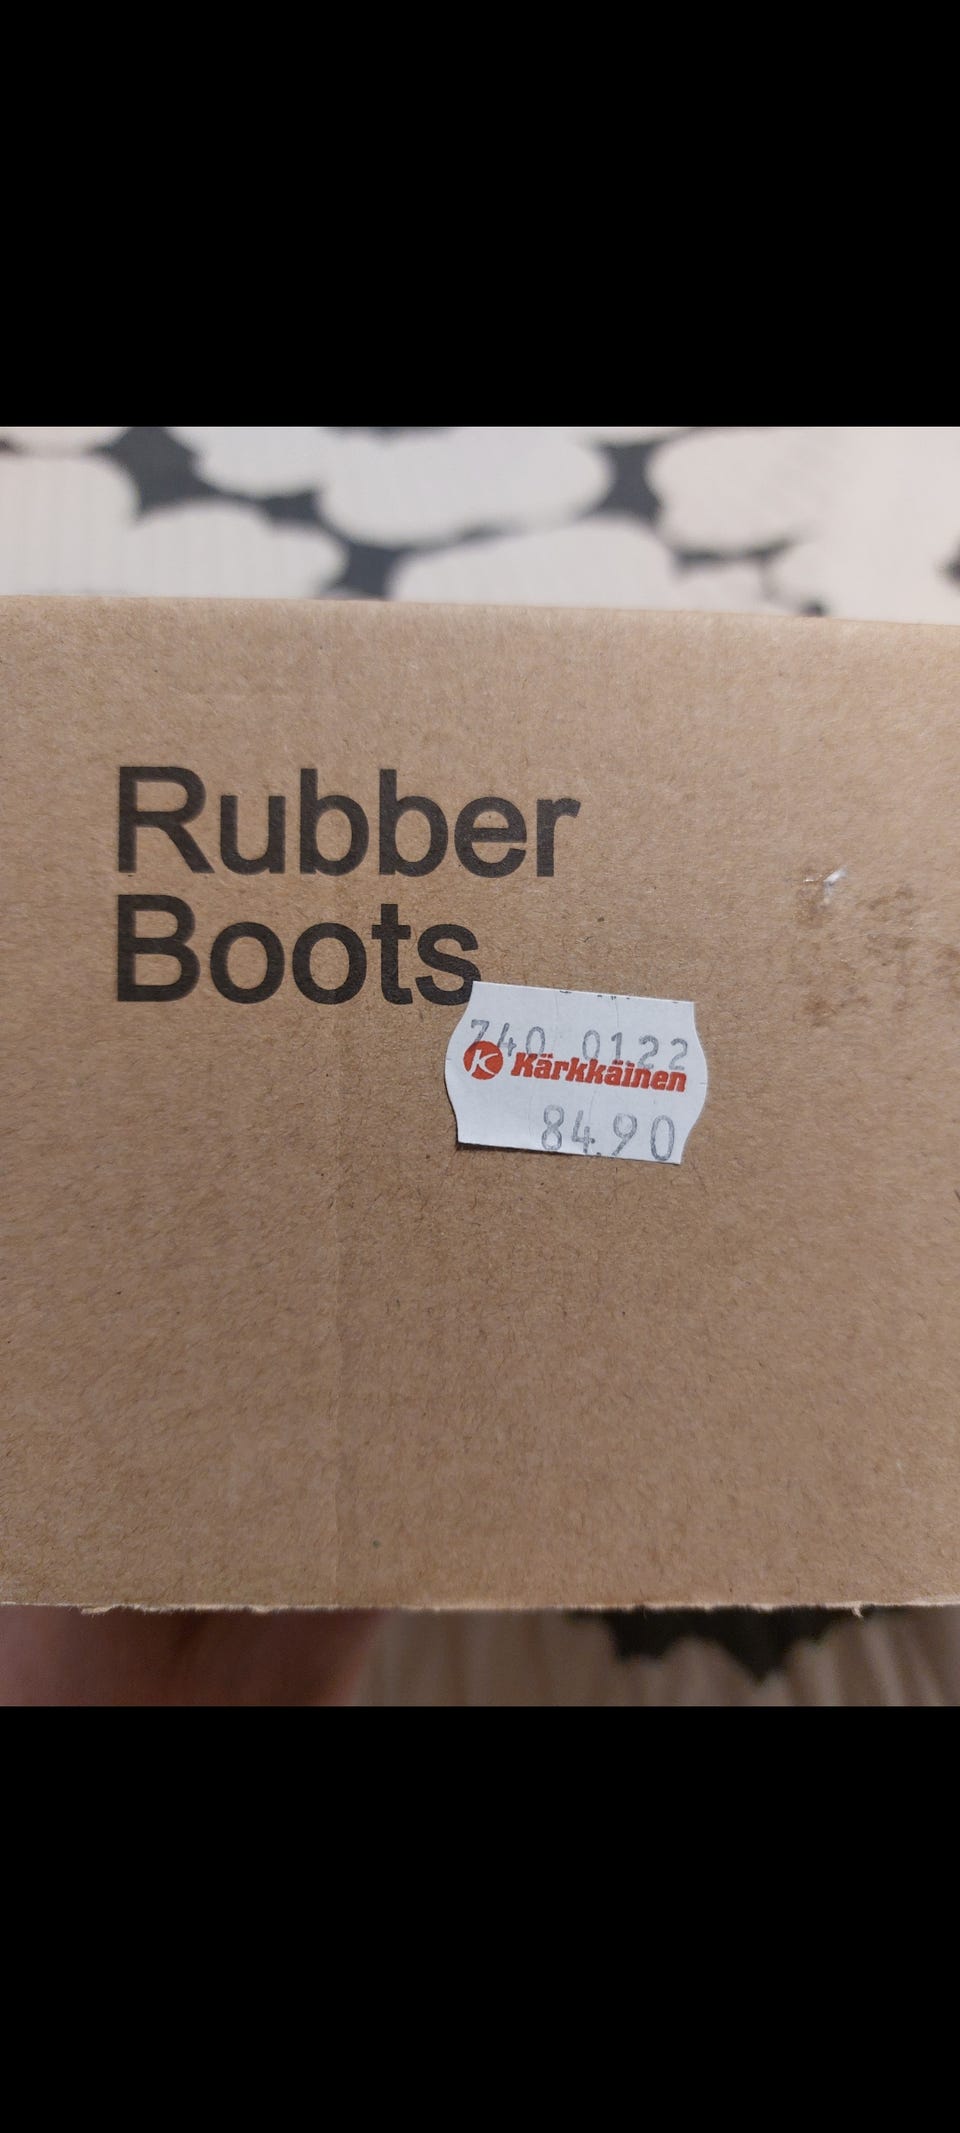 Rubber
Boots
740 0122
K Kärkkäinen
84.90